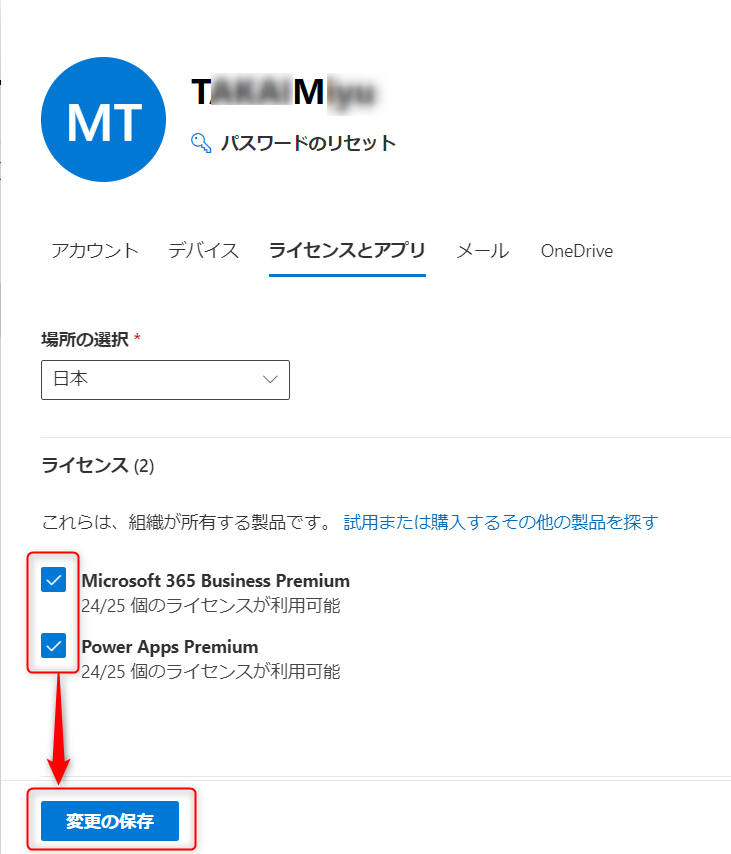 MT
パスワードのリセット
アカウント デバイス ライセンスとアプリ メール OneDrive
場所の選択 *
日本
ライセンス (2)
これらは、組織が所有する製品です。 試用または購入するその他の製品を探す
Microsoft 365 Business Premium
24/25 個のライセンスが利用可能
Power Apps Premium
24/25 個のライセンスが利用可能
変更の保存